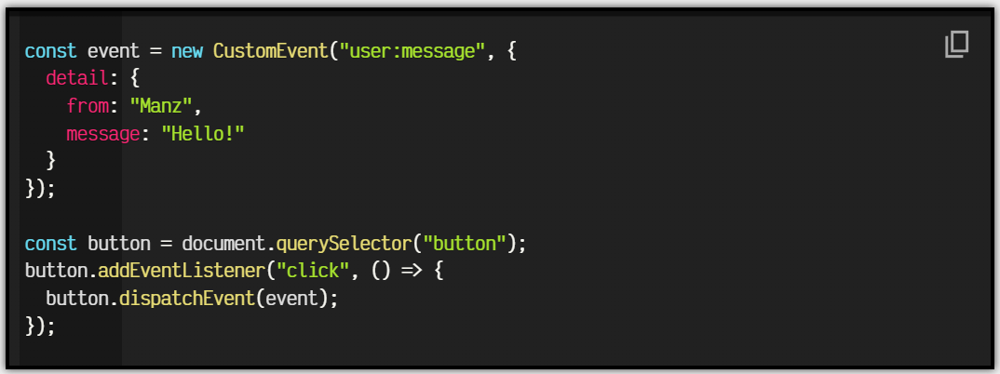 const event = new CustomEvent("user:message", {
  detail: {
    from: "Manz",
    message: "Hello!"
  }
});

const button = document.querySelector("button");
button.addEventListener("click", () => {
  button.dispatchEvent(event);
});